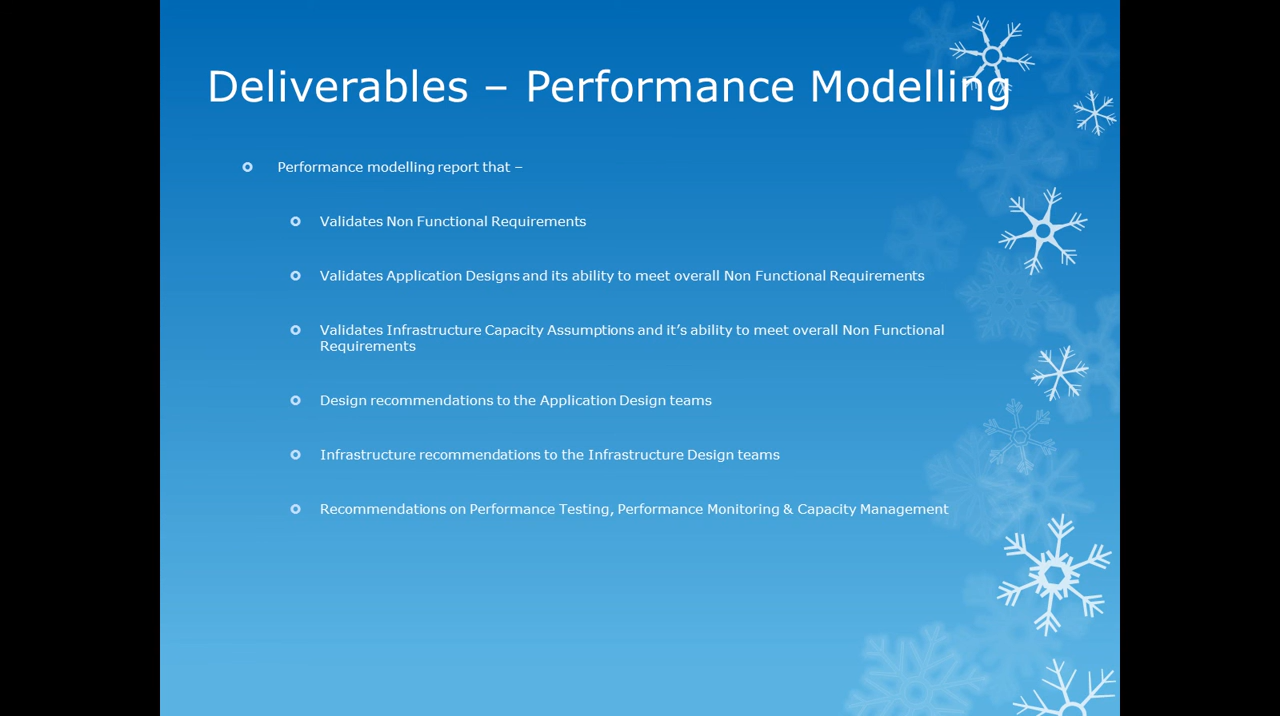 Deliverables – Performance Modelling
Performance modelling report that –
Validates Non Functional Requirements
Validates Application Designs and its ability to meet overall Non Functional Requirements
Validates Infrastructure Capacity Assumptions and it’s ability to meet overall Non Functional
Requirements
Design recommendations to the Application Design teams
Infrastructure recommendations to the Infrastructure Design teams
Recommendations on Performance Testing, Performance Monitoring & Capacity Management